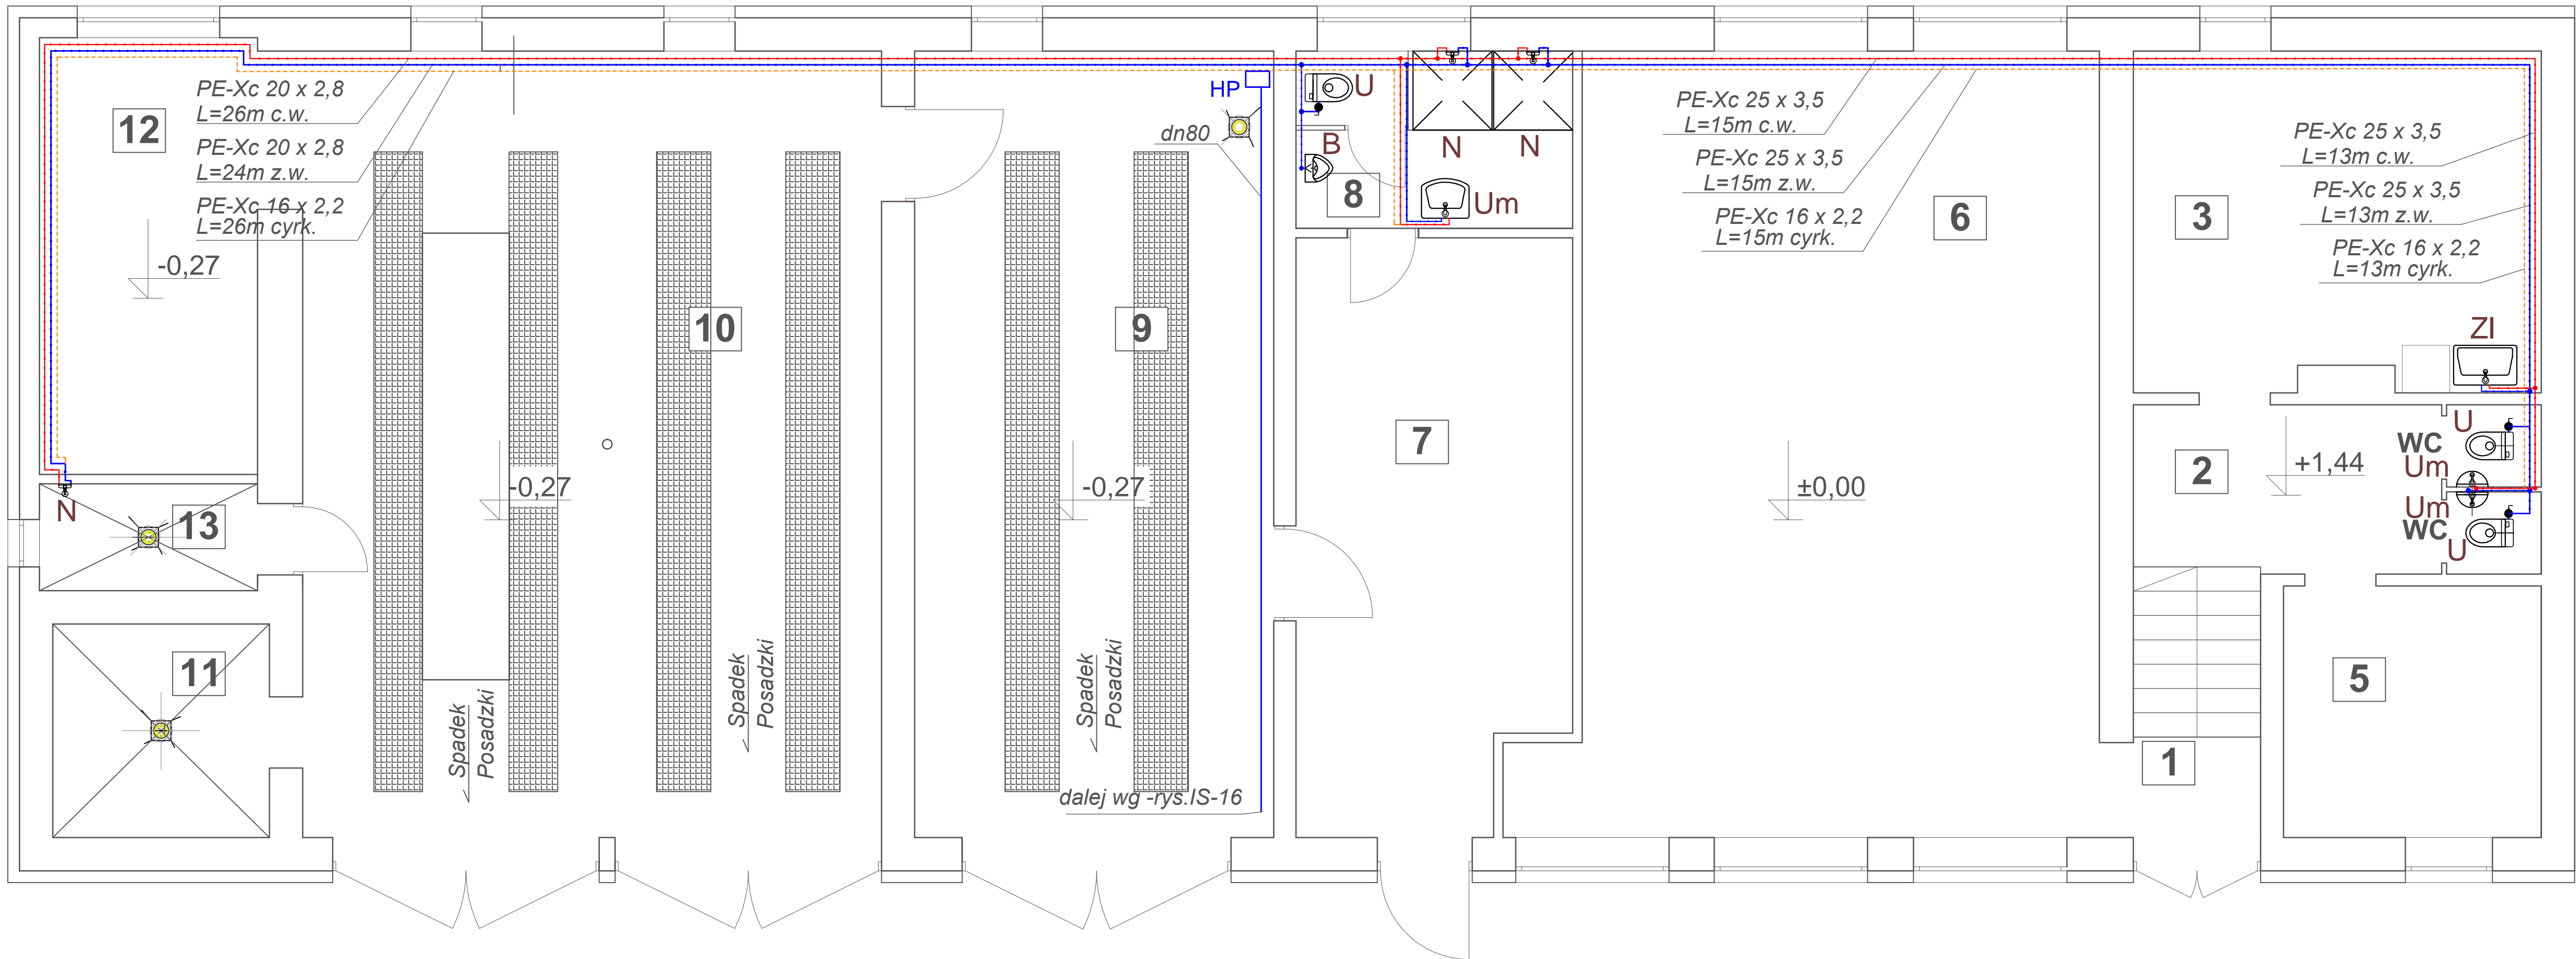 PE-Xc 20 x 2,8
L=26m c.w.
12
PE-Xc 20 x 2,8
L=24m z.w.
PE-Xc 16 x 2,2
L=26m cyrk.
-0,27
HP
dn80
U
B
8
N
N
Um
PE-Xc 25 x 3,5
L=15m c.w.
PE-Xc 25 x 3,5
L=15m z.w.
PE-Xc 16 x 2,2
L=15m cyrk.
6
3
PE-Xc 25 x 3,5
L=13m c.w.
PE-Xc 25 x 3,5
L=13m z.w.
PE-Xc 16 x 2,2
L=13m cyrk.
10
9
Zl
7
U
WC
Um
2
+1,44
-0,27
-0,27
±0,00
N
13
Um
WC
U
11
5
Spadek
Posadzki
Spadek
Posadzki
Spadek
Posadzki
1
dalej wg -rys.IS-16